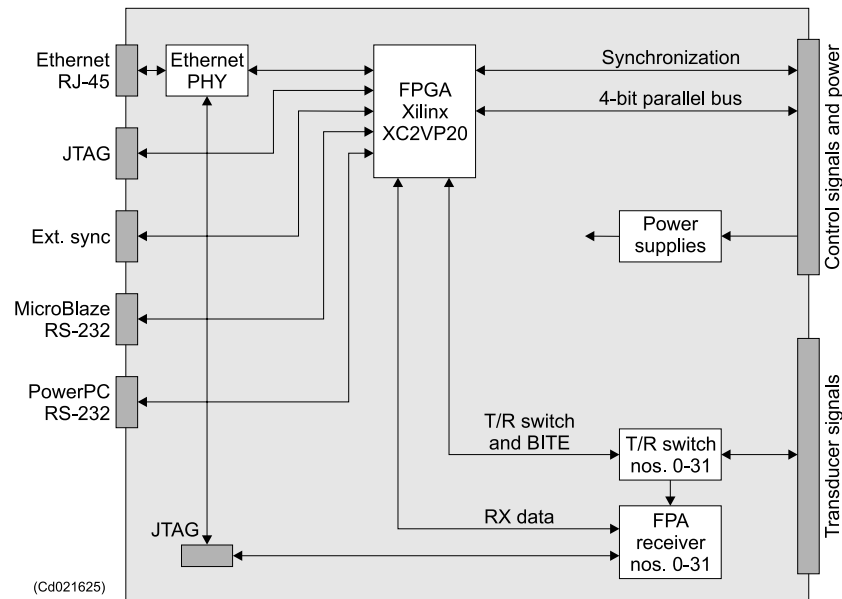 Ethernet
RJ-45
Ethernet
PHY
FPGA
Xilinx
XC2VP20
Synchronization
4-bit parallel bus
Control signals and power
JTAG
Ext. sync
Power
supplies
MicroBlaze
RS-232
PowerPC
RS-232
T/R switch
and BITE
T/R switch
nos. 0-31
Transducer signals
RX data
FPA
receiver
nos. 0-31
JTAG
(Cd021625)